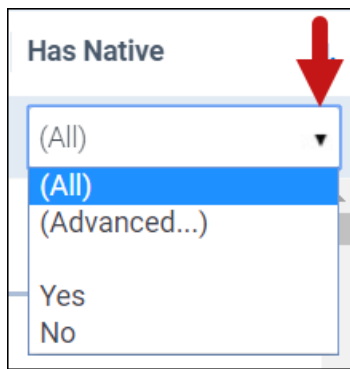 Has Native
(All)
(All)
(Advanced...)
Yes
No